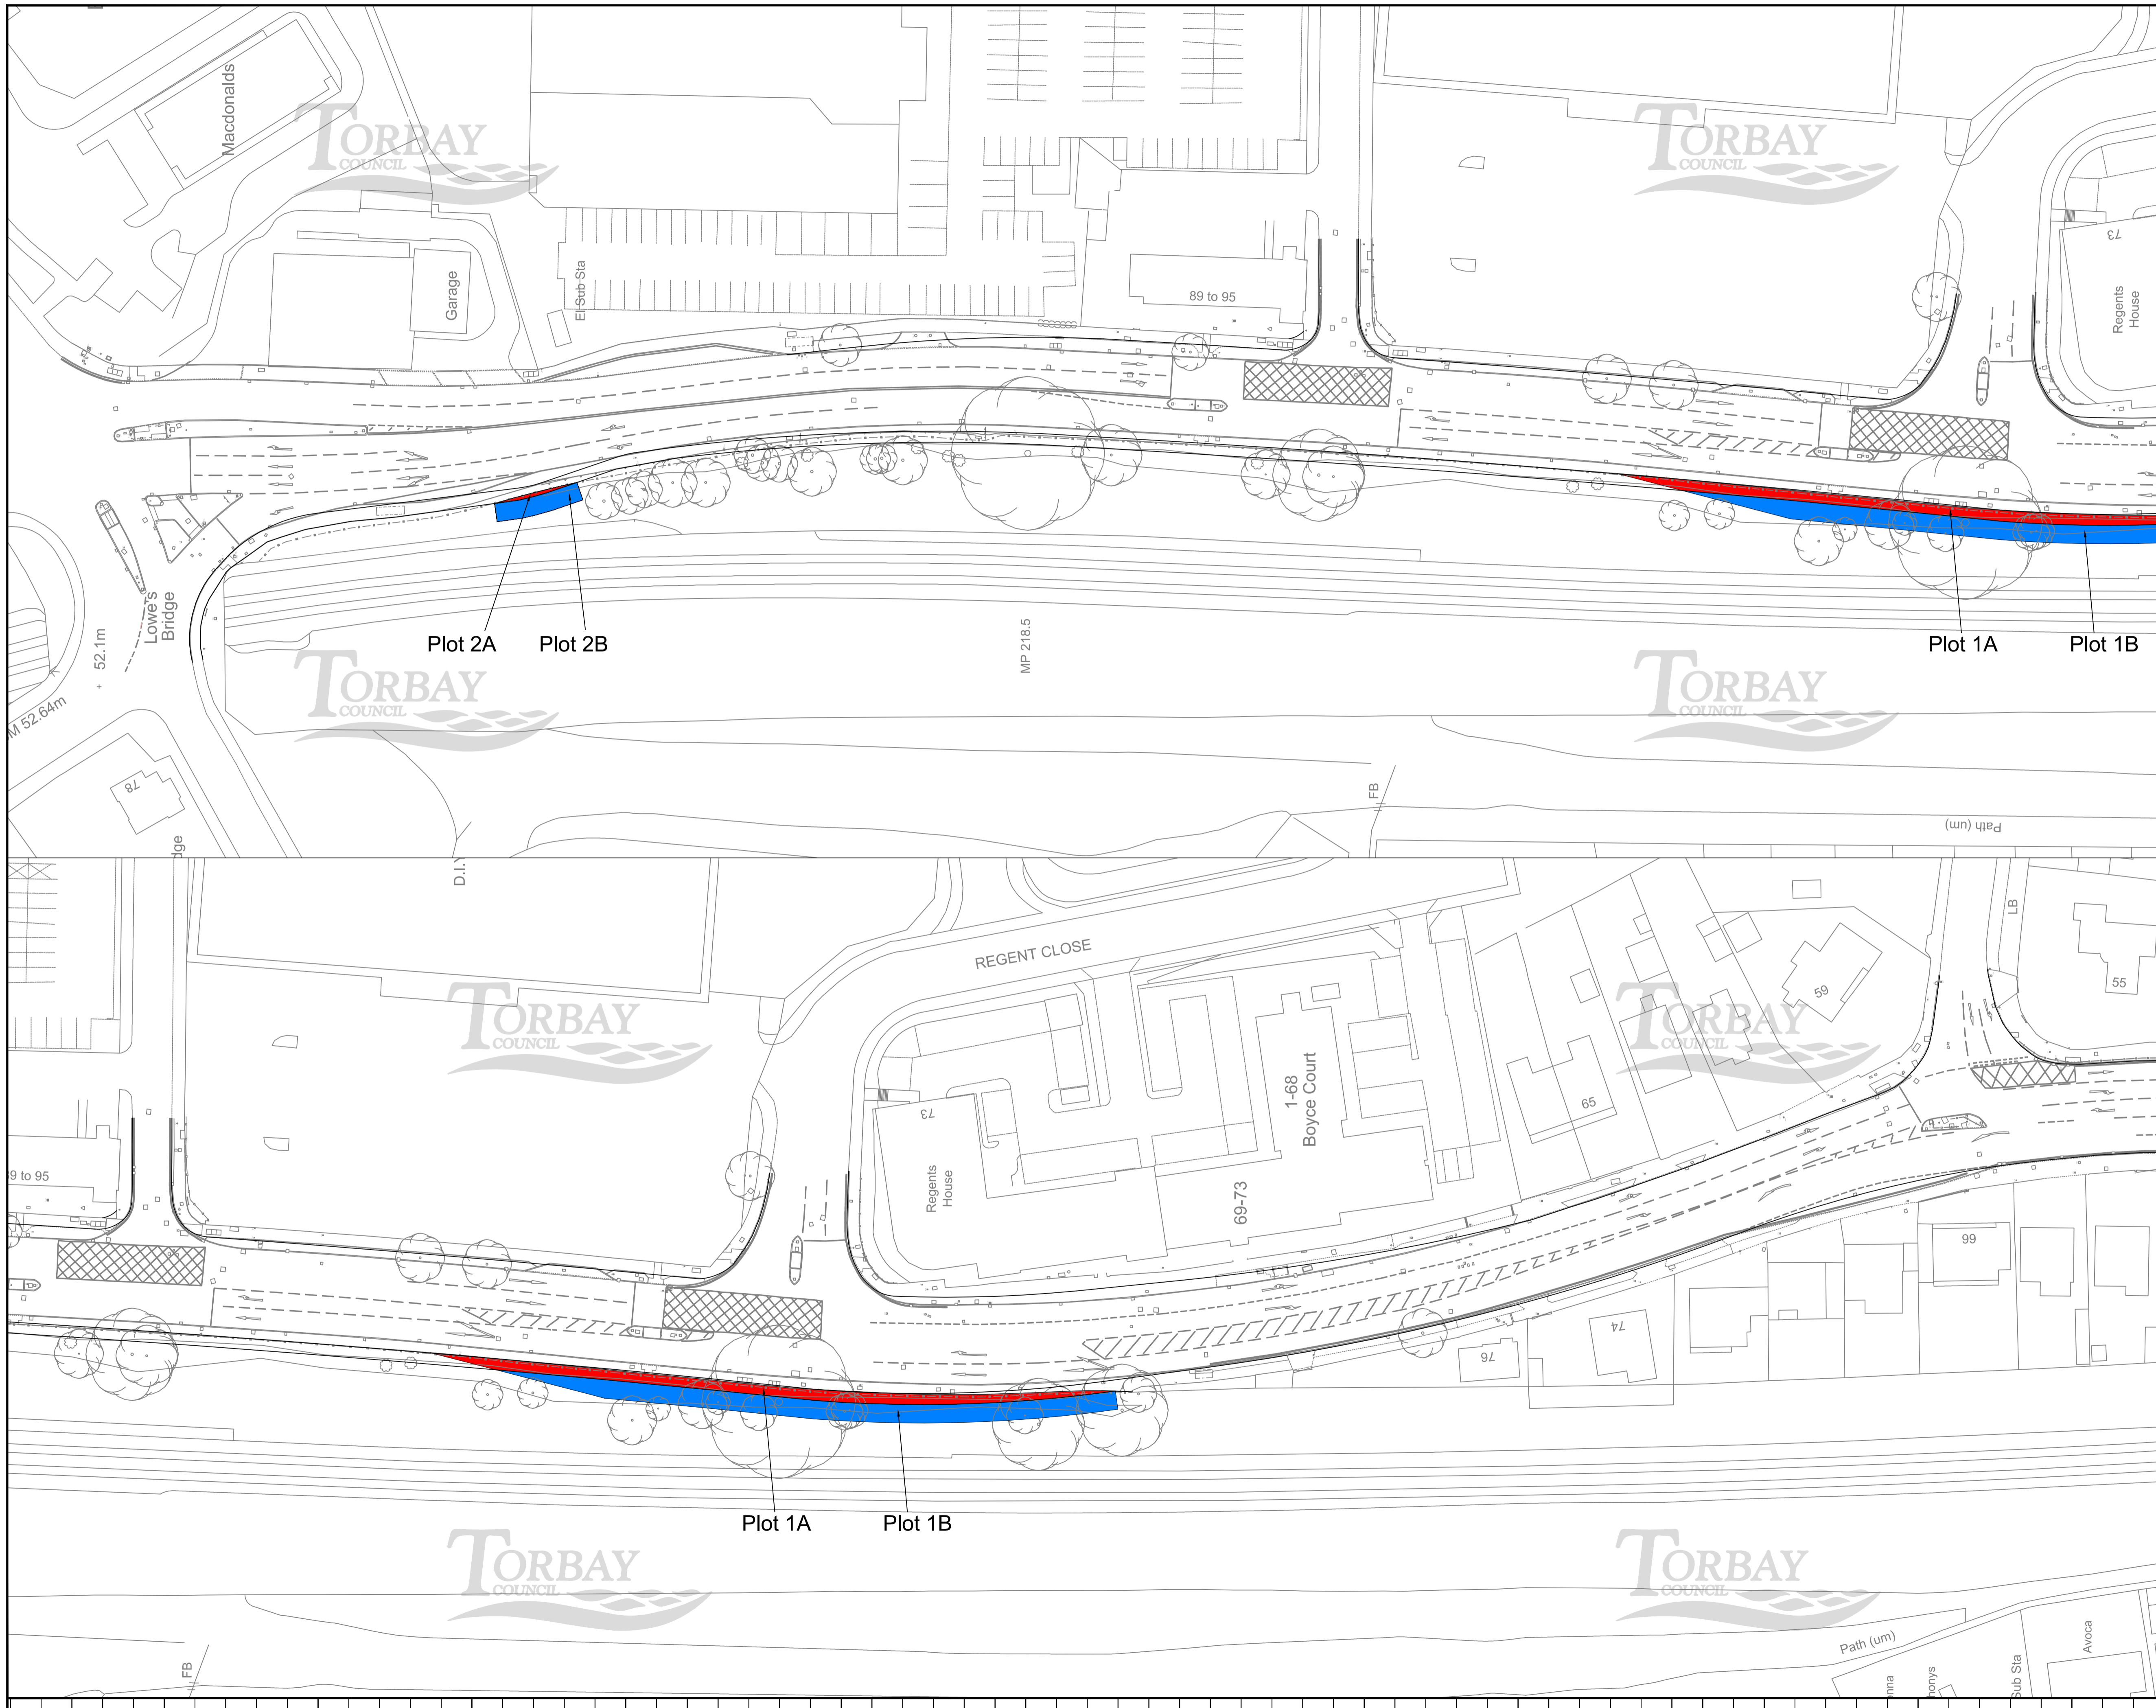 Macdonalds
TORBAY
COUNCIL
TORBAY
COUNCIL
73
Regents
House
Garage
El Sub Sta
89 to 95
Lowe's
Bridge
52.1m
M 52.64m
Plot 2A
Plot 2B
MP 218.5
Plot 1A
Plot 1B
TORBAY
COUNCIL
TORBAY
COUNCIL
78
FB
Path (um)
dge
D.I.
REGENT CLOSE
LB
55
59
TORBAY
COUNCIL
TORBAY
COUNCIL
1-68
Boyce Court
65
73
Regents
House
69-73
9 to 95
66
74
76
Plot 1A
Plot 1B
TORBAY
COUNCIL
TORBAY
COUNCIL
FB
Path (um)
Avoca
Sub Sta
honys
nna